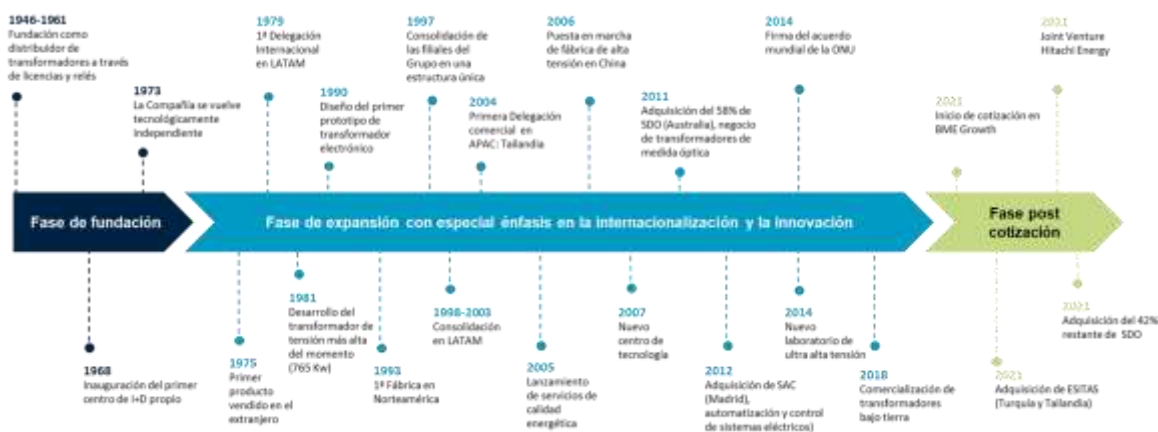 1946-1961
Fundación como
distribuidor de
transformadores a través
de licencias y relés
1973
La Compañía se vuelve
tecnológicamente
independiente
1979
1ª Delegación
Internacional
en LATAM
1990
Diseño del primer
prototipo de
transformador
electrónico
1997
Consolidación de
las filiales del
Grupo en una
estructura única
2004
Primera Delegación
comercial en
APAC: Tailandia
2006
Puesta en marcha
de fábrica de alta
tensión en China
2011
Adquisición del 58% de
SDO (Australia), negocio
de transformadores de
medida óptica
2014
Firma del acuerdo
mundial de la ONU
2021
Inicio de cotización en
BME Growth
2021
Joint Venture
Hitachi Energy
Fase de fundación
Fase de expansión con especial énfasis en la internacionalización y la innovación
Fase post
cotización
1968
Inauguración del primer
centro de I+D propio
1975
Primer
producto
vendido en el
extranjero
1981
Desarrollo del
transformador de
tensión más alta
del momento
(765 Kw)
1993
1ª Fábrica en
Norteamérica
1998-2003
Consolidación
en LATAM
2005
Lanzamiento
de servicios de
calidad
energética
2007
Nuevo
centro de
tecnología
2012
Adquisición de SAC
(Madrid),
automatización y control
de sistemas eléctricos)
2014
Nuevo
laboratorio de
ultra alta tensión
2018
Comercialización de
transformadores
bajo tierra
2021
Adquisición de ESITAS
(Turquía y Tailandia)
2021
Adquisición del 42%
restante de SDO